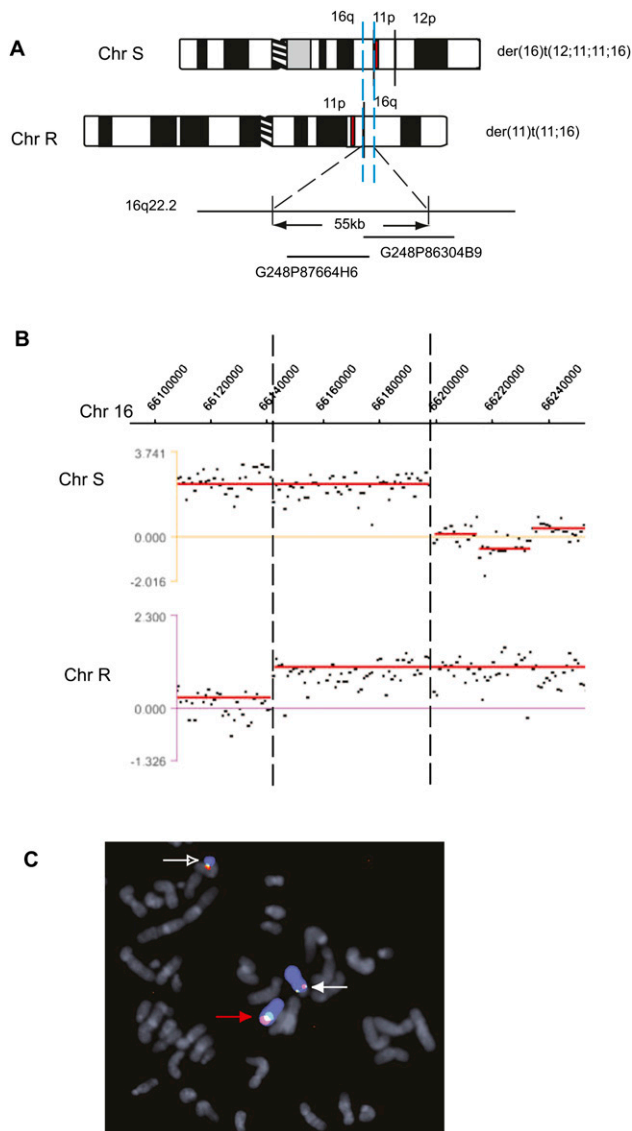 A
16q 11p 12p
Chr S
der(16)t(12;11;11;16)
11p 16q
Chr R
der(11)t(11;16)
16q22.2
55kb
G248P86304B9
G248P87664H6
B
Chr 16
66100000 66120000 66140000 66160000 66180000 66200000 66220000 66240000
3.741
Chr S
0.000
-2.016
2.300
Chr R
0.000
-1.326
C